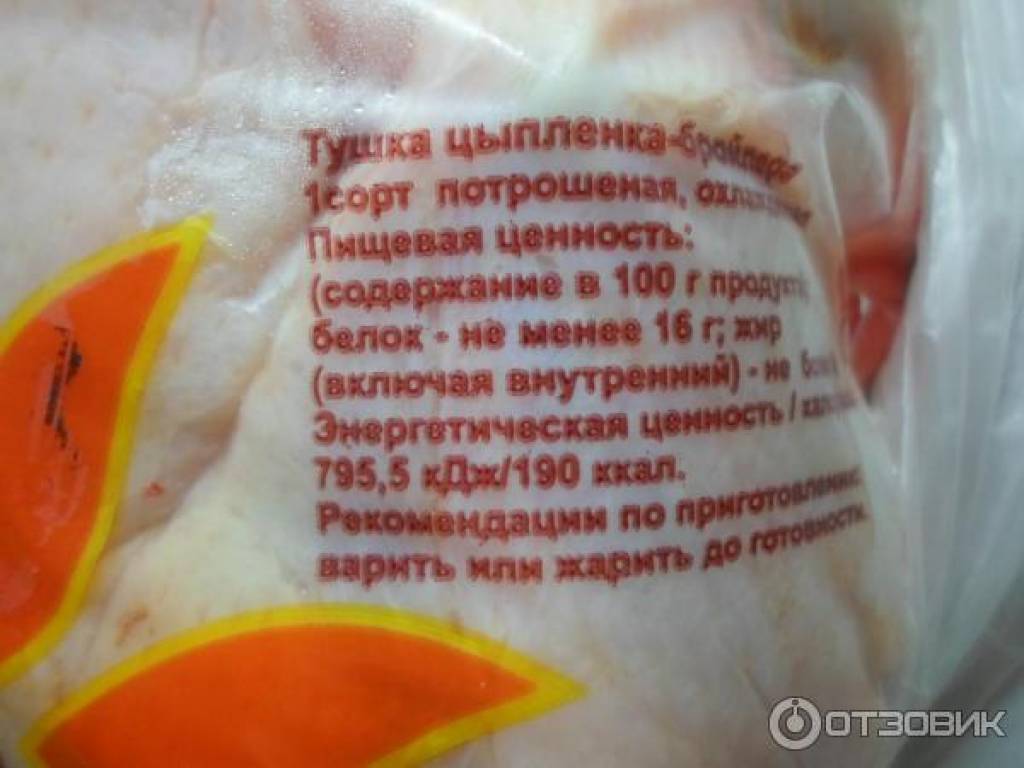 Тушка цыпленка-бройлера
1сорт потрошеная,
Пищевая ценность:
(содержание в 100 г продукта)
белок - не менее 16 г; жир
(включая внутренний) - не
Энергетическая ценность /
795,5 кДж/190 ккал.
Рекомендации по приготовлению:
варить или жарить до готовности.
ОТЗОВИК